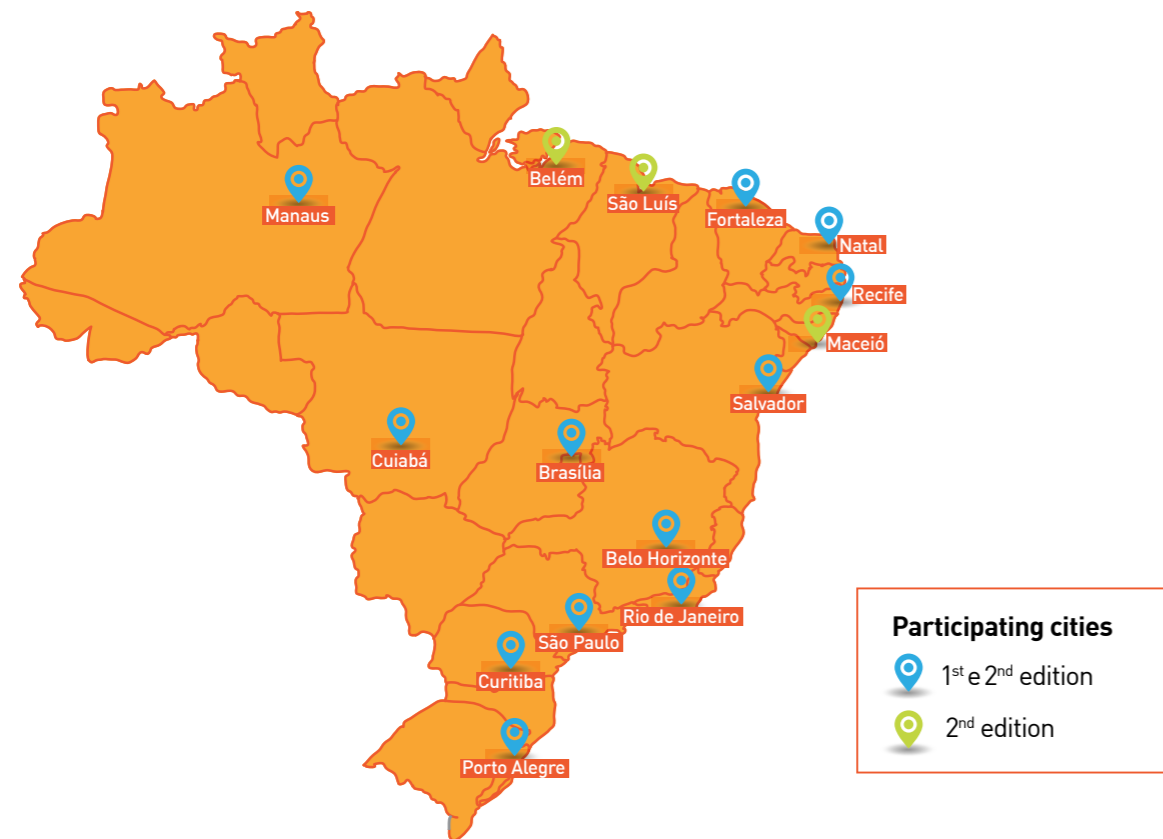 Belém
Manaus
São Luís
Fortaleza
Natal
Recife
Maceió
Salvador
Cuiabá
Brasília
Belo Horizonte
Rio de Janeiro
São Paulo
Curitiba
Porto Alegre
Participating cities
1st e 2nd edition
2nd edition